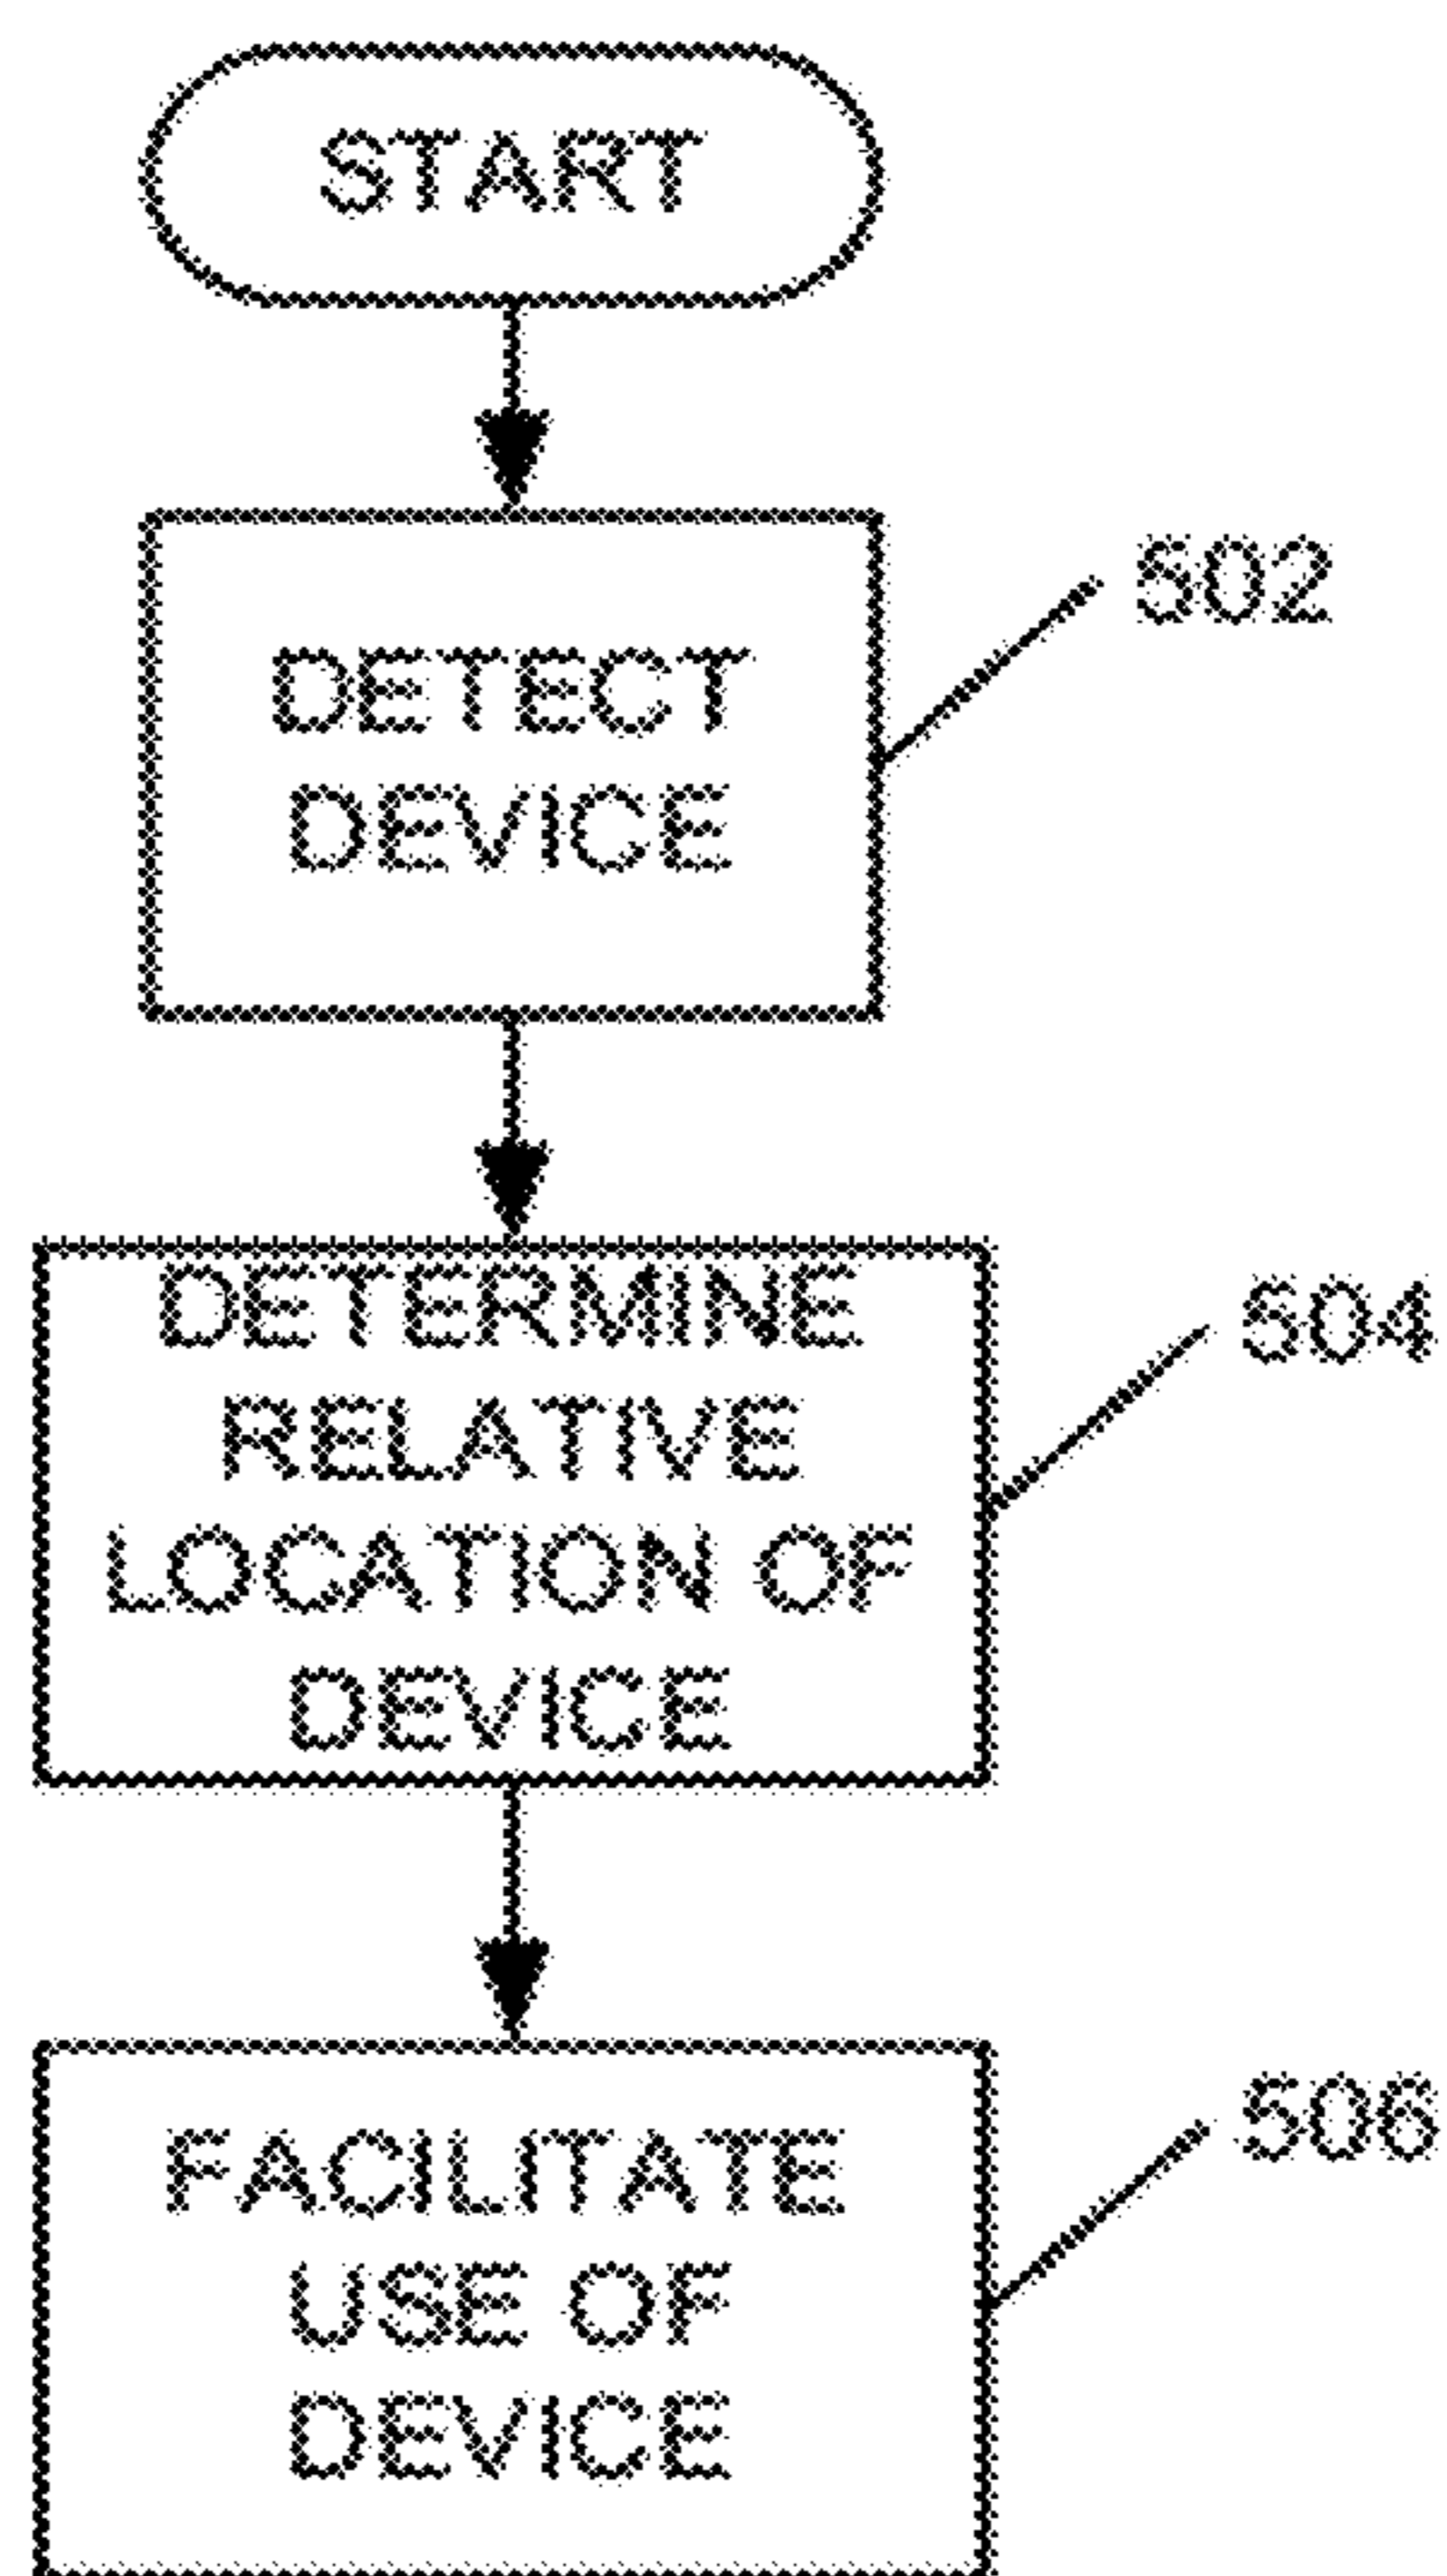 START
DETECT
DEVICE
502
DETERMINE
RELATIVE
LOCATION OF
DEVICE
504
FACILITATE
USE OF
DEVICE
506